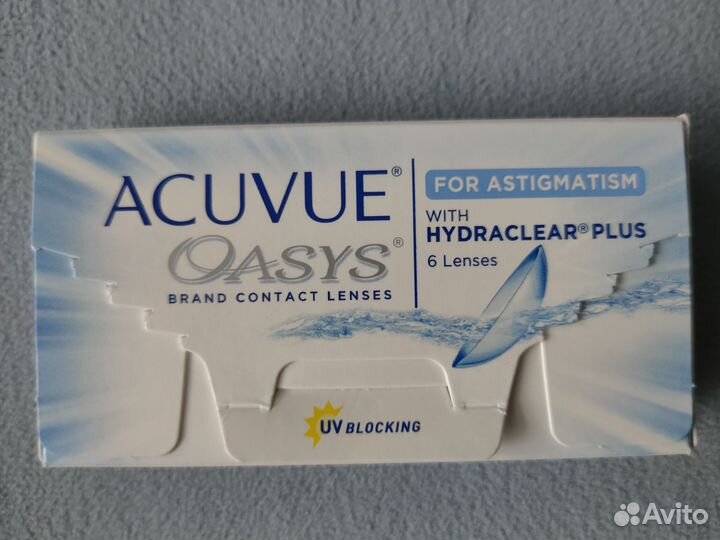 ACUVUE®
OASYS®
BRAND CONTACT LENSES
FOR ASTIGMATISM
WITH
HYDRACLEAR® PLUS
6 Lenses
UV BLOCKING
Avito